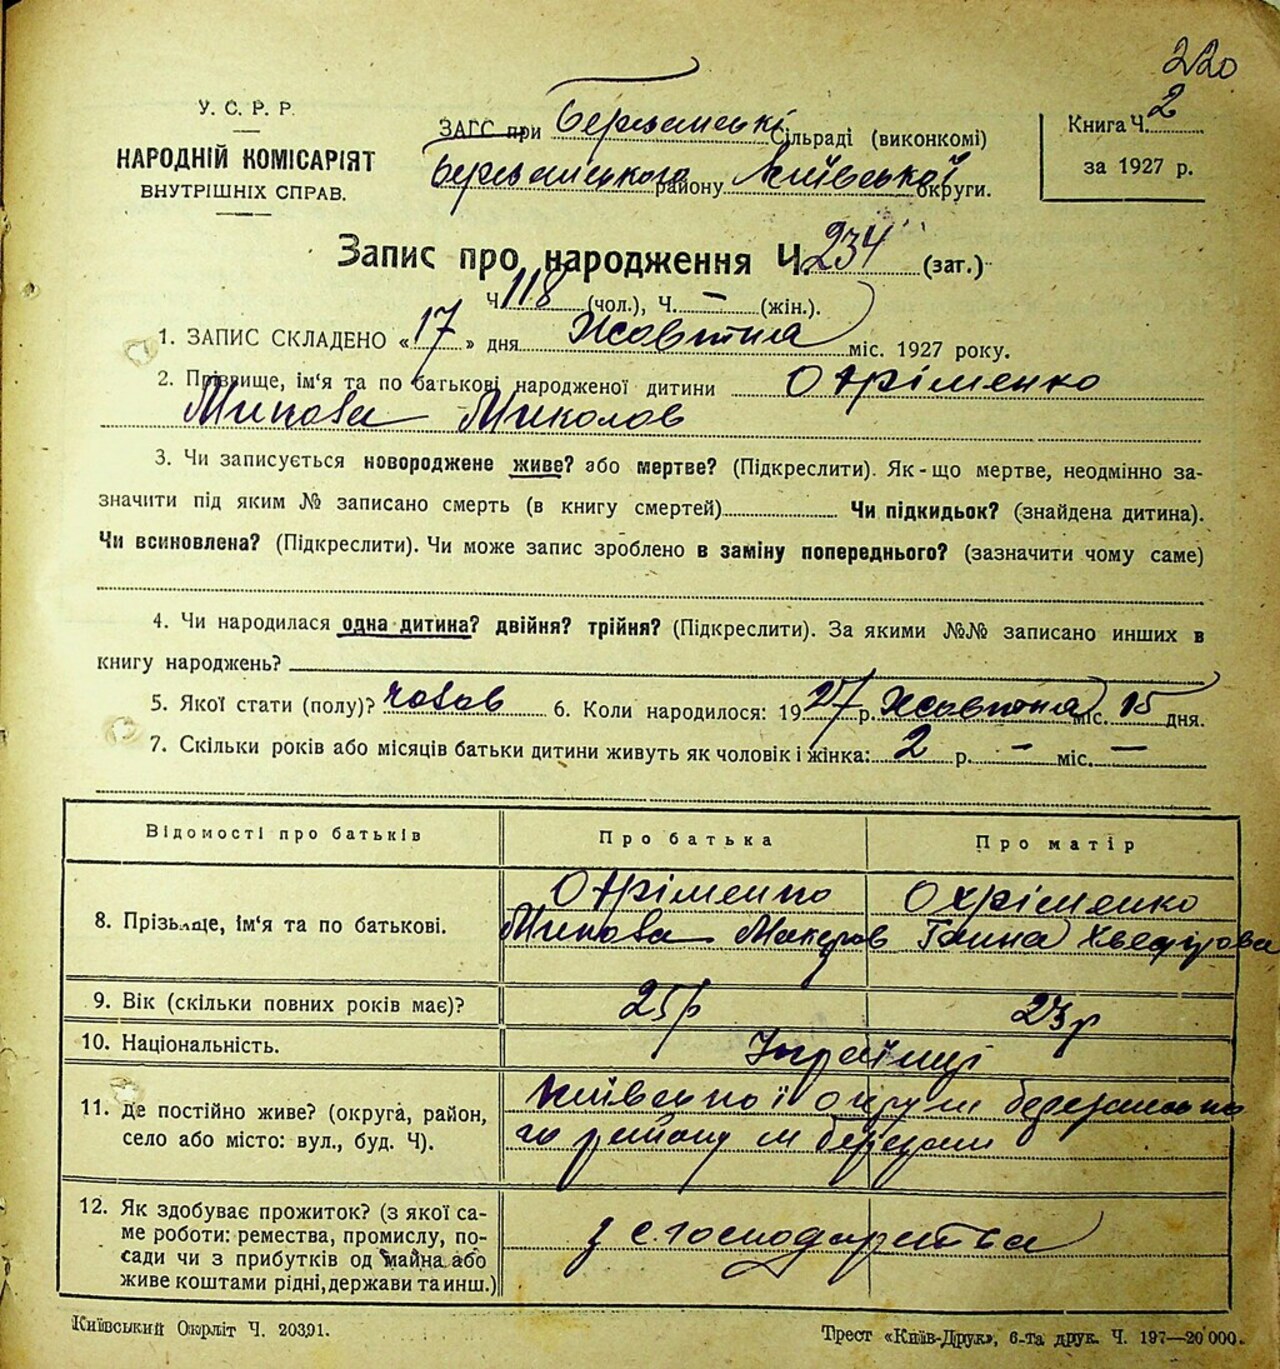 220
У. С. Р. Р.
НАРОДНІЙ КОМІСАРІЯТ
ВНУТРІШНІХ СПРАВ.
ЗАГС при Березанські Сільраді (виконкомі)
Березанського району Київської округи.
Книга Ч. 2
за 1927 р.
Запис про народження Ч. 234 (заг.)
Ч 118 (чол.), Ч. – (жін.).
1. ЗАПИС СКЛАДЕНО «17» дня Жовтня міс. 1927 року.
2. Прізвище, ім'я та по батькові народженої дитини Охріменко
Микола Миколов
3. Чи записується новороджене живе? або мертве? (Підкреслити). Як-що мертве, неодмінно за-
значити під яким № записано смерть (в книгу смертей) Чи підкидьок? (знайдена дитина).
Чи всиновлена? (Підкреслити). Чи може запис зроблено в заміну попереднього? (зазначити чому саме)
4. Чи народилася одна дитина? двійня? трійня? (Підкреслити). За якими №№ записано инших в
книгу народжень?
5. Якої стати (полу)? чолов 6. Коли народилося: 1927 р. Жовтня міс. 15 дня.
7. Скільки років або місяців батьки дитини живуть як чоловік і жінка: 2 р. – міс. –
Відомості про батьків Про батька Про матір
8. Прізвище, ім'я та по батькові. Охріменко Охріменко
Микола Макаров Ганна Хведорова
9. Вік (скільки повних років має)? 25 р 23 р
10. Національність. Українці
11. де постійно живе? (округа, район,
село або місто: вул., буд. Ч).
Київської округи березансько
го району м березани
12. Як здобуває прожиток? (з якої са-
ме роботи: ремества, промислу, по-
сади чи з прибутків од майна або
живе коштами рідні, держави та инш.)
з с. господарства
Київський Окрліт Ч. 20391.
Трест «Київ-Друк», 6-та друк. Ч. 197—20 000.